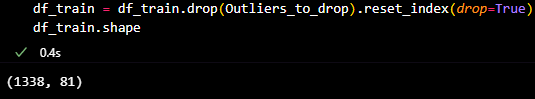 df_train = df_train.drop(Outliers_to_drop).reset_index(drop=True)
df_train.shape
✓ 0.4s
(1338, 81)